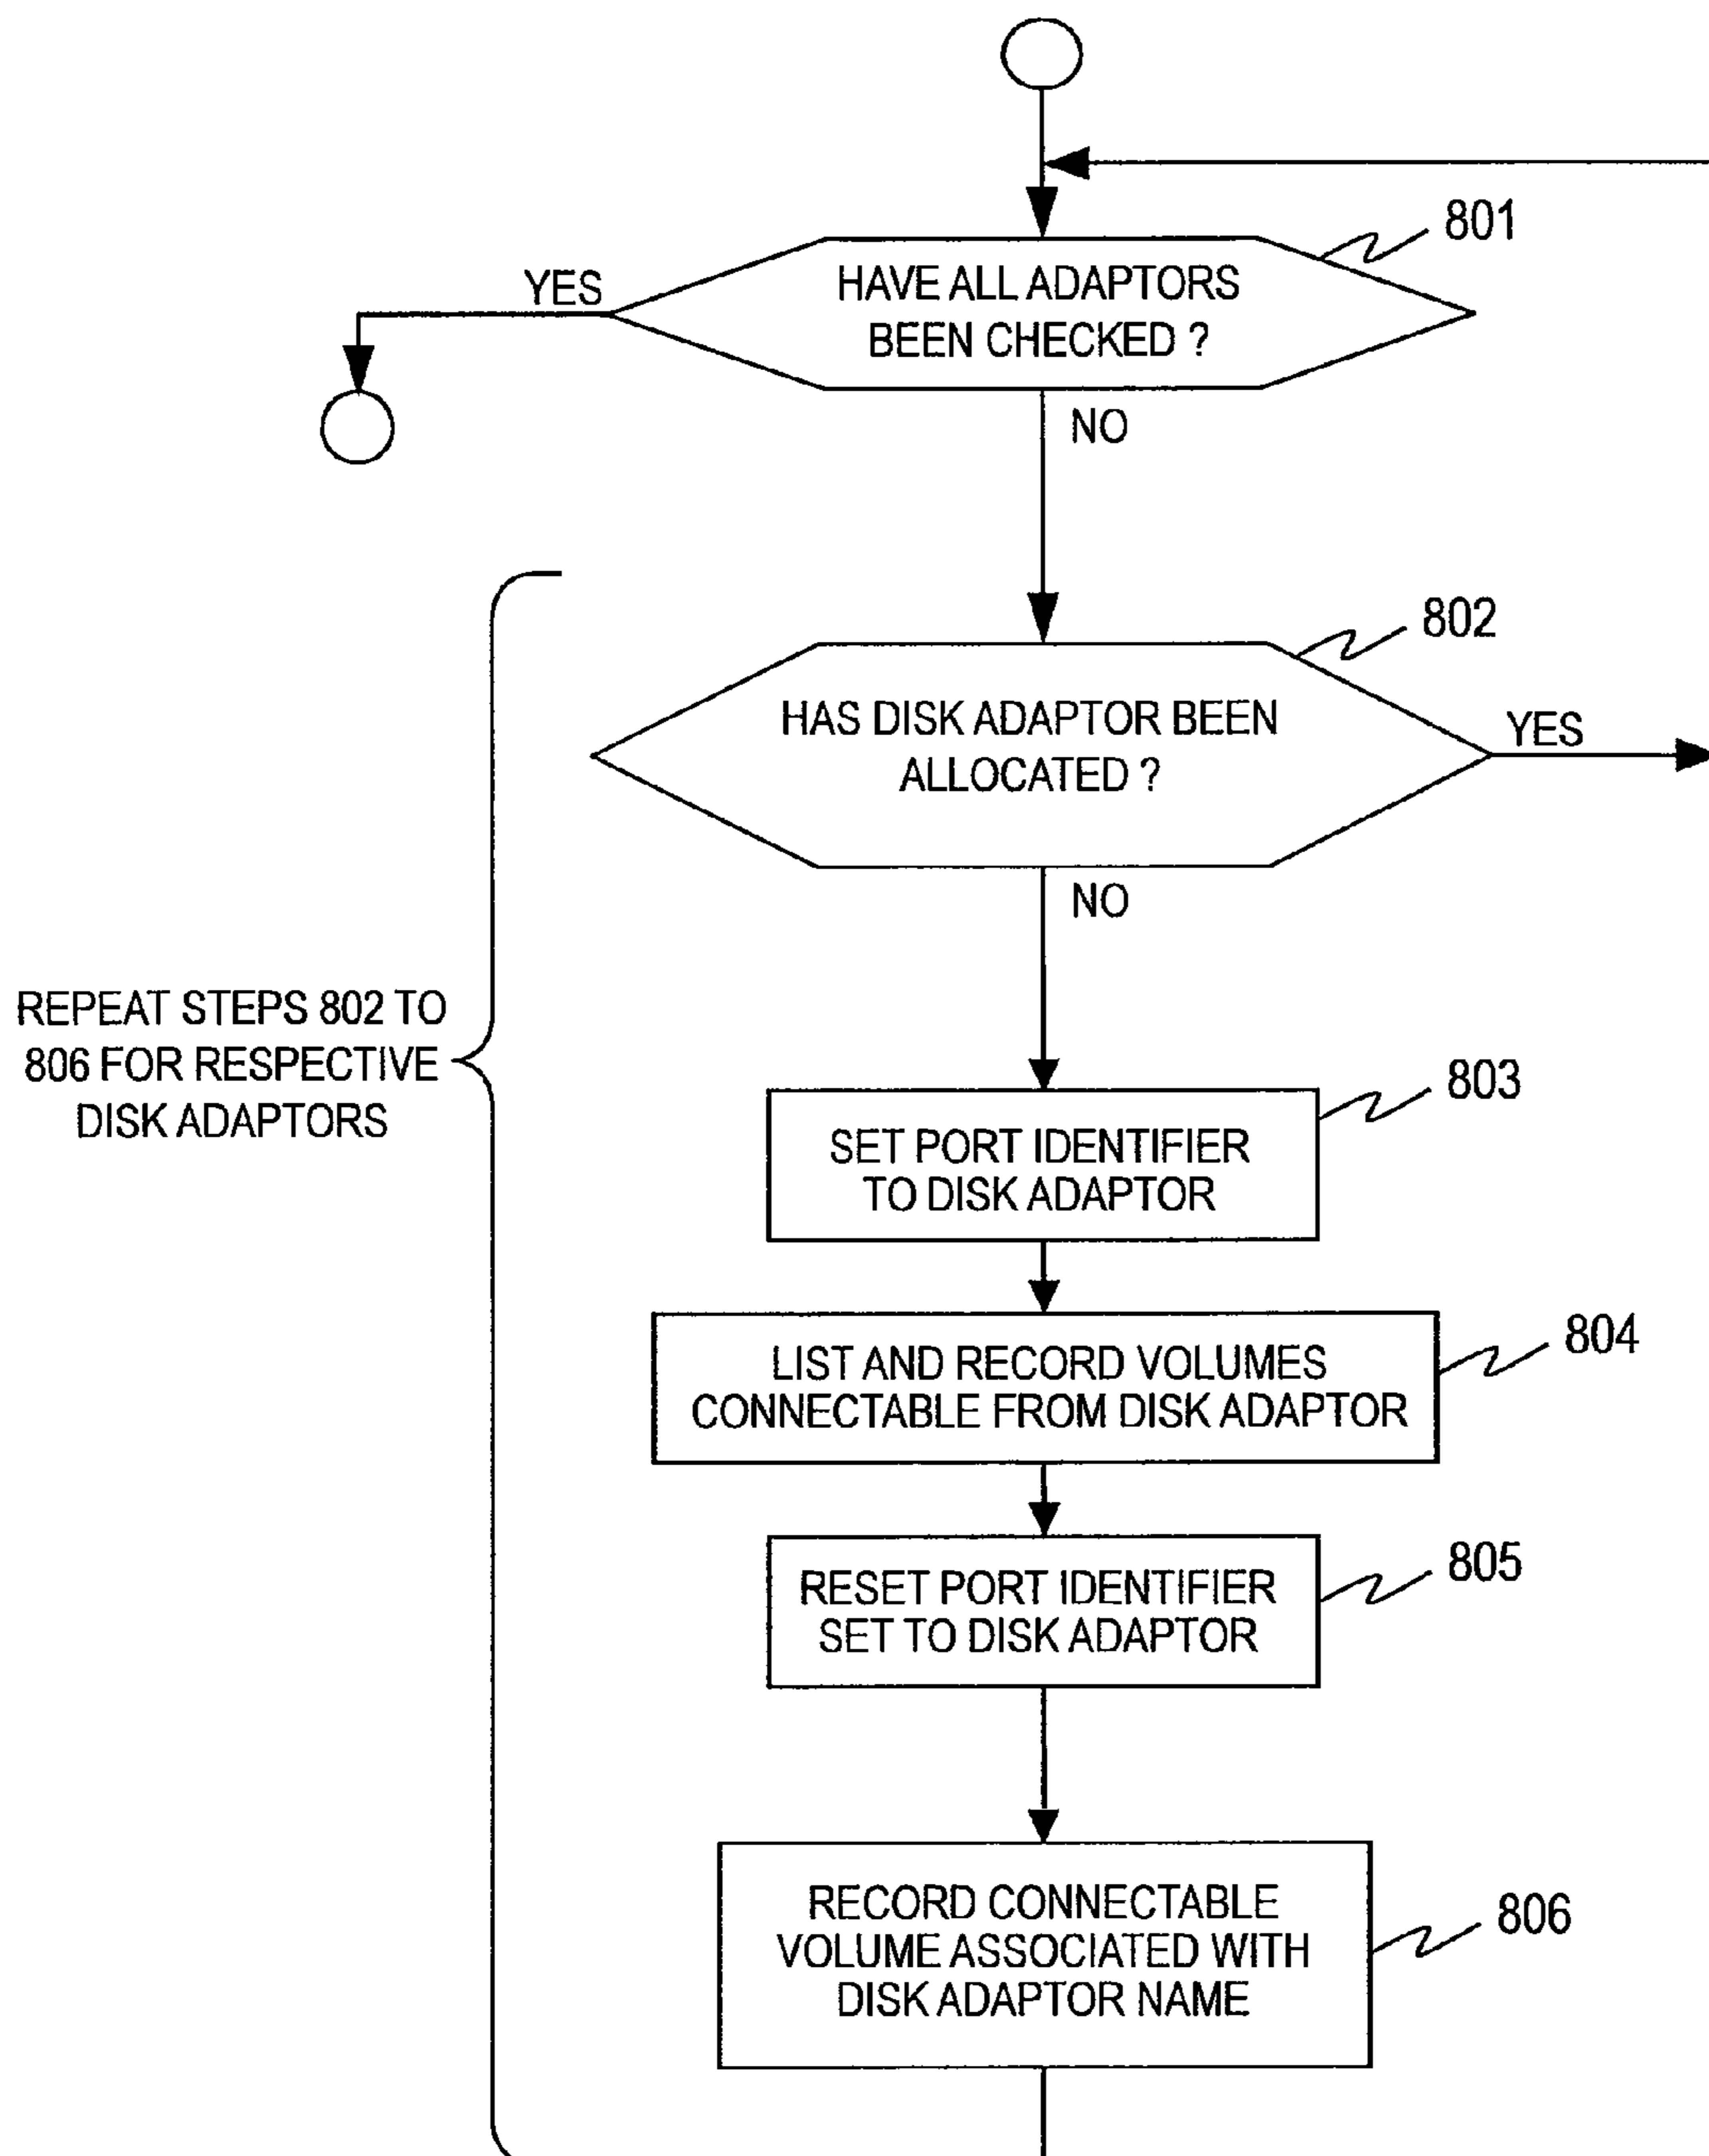 801
HAVE ALL ADAPTORS
BEEN CHECKED ?
YES
NO
802
HAS DISK ADAPTOR BEEN
ALLOCATED ?
YES
NO
REPEAT STEPS 802 TO
806 FOR RESPECTIVE
DISK ADAPTORS
803
SET PORT IDENTIFIER
TO DISK ADAPTOR
804
LIST AND RECORD VOLUMES
CONNECTABLE FROM DISK ADAPTOR
805
RESET PORT IDENTIFIER
SET TO DISK ADAPTOR
806
RECORD CONNECTABLE
VOLUME ASSOCIATED WITH
DISK ADAPTOR NAME